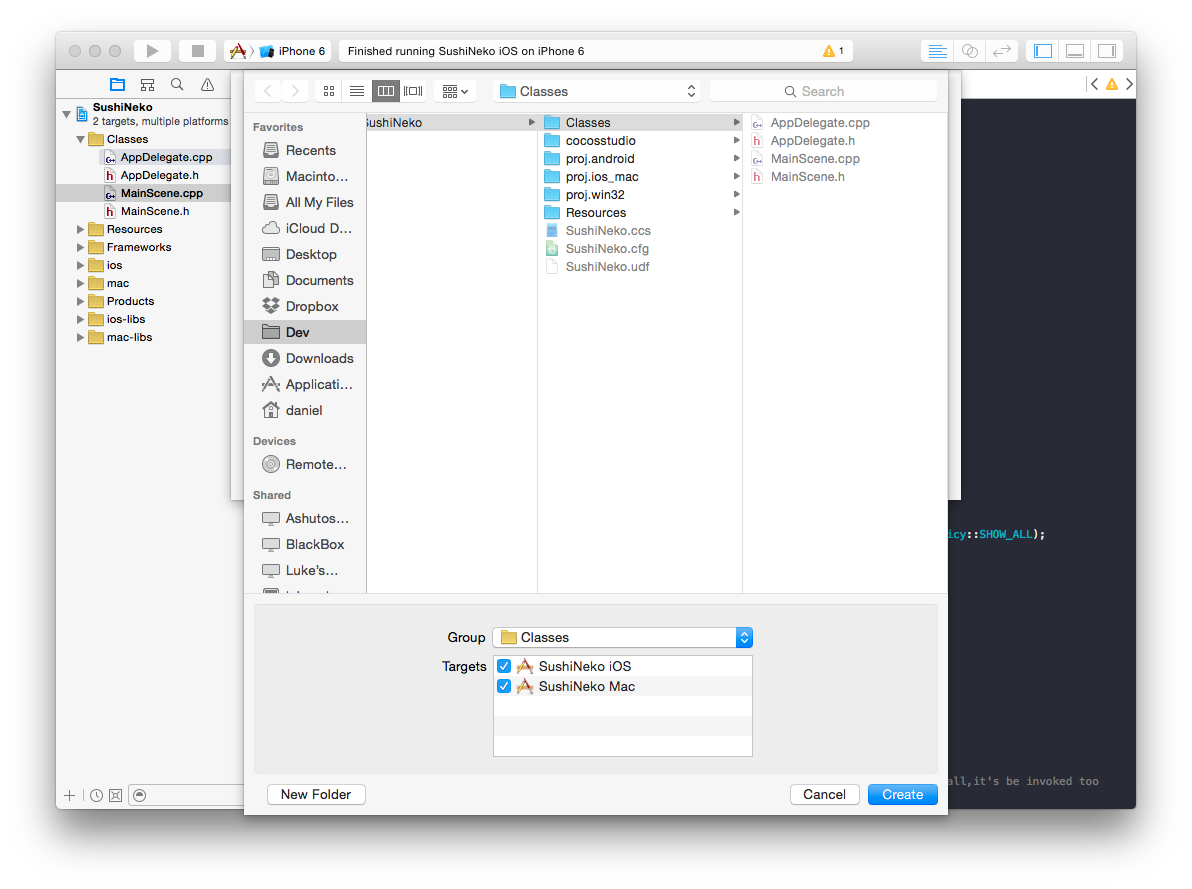 iPhone 6
Finished running SushiNeko iOS on iPhone 6
1
SushiNeko
2 targets, multiple platforms
Classes
AppDelegate.cpp
AppDelegate.h
MainScene.cpp
MainScene.h
Resources
Frameworks
ios
mac
Products
ios-libs
mac-libs
Classes
Search
Favorites
Recents
Macinto...
All My Files
iCloud D...
Desktop
Documents
Dropbox
Dev
Downloads
Applicati...
daniel
Devices
Remote...
Shared
Ashutos...
BlackBox
Luke's...
SushiNeko
Classes
cocosstudio
proj.android
proj.ios_mac
proj.win32
Resources
SushiNeko.ccs
SushiNeko.cfg
SushiNeko.udf
AppDelegate.cpp
AppDelegate.h
MainScene.cpp
MainScene.h
icy::SHOW_ALL);
all,it's be invoked too
Group
Classes
Targets
SushiNeko iOS
SushiNeko Mac
New Folder
Cancel
Create